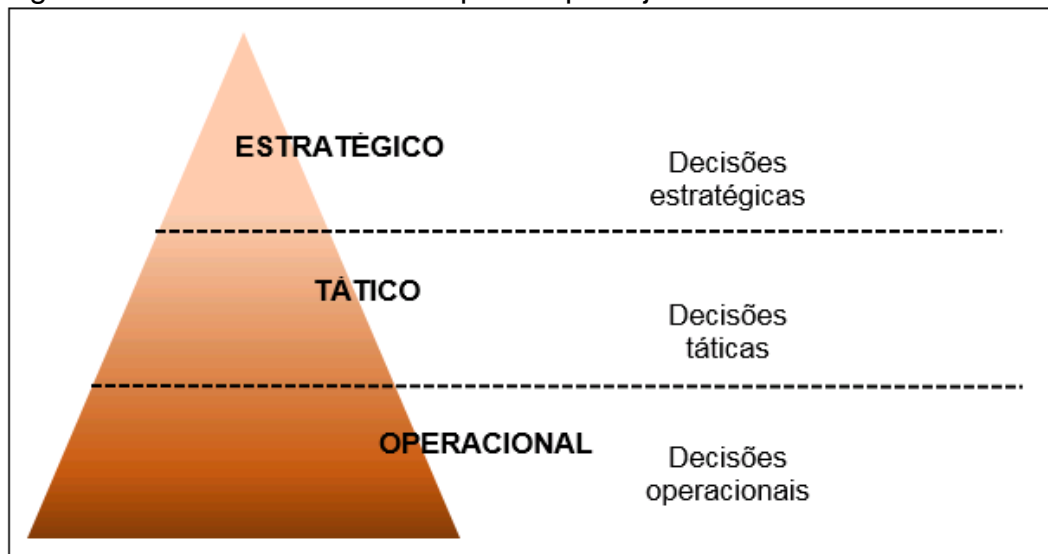 ESTRATÉGICO
Decisões
estratégicas
TÁTICO
Decisões
táticas
OPERACIONAL
Decisões
operacionais